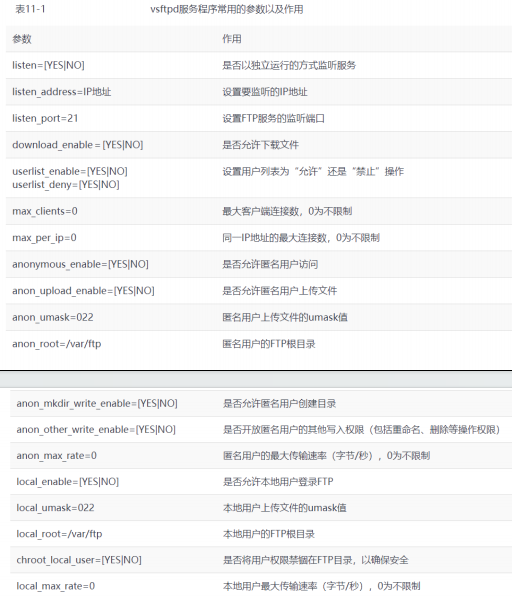 表11-1 vsftpd服务程序常用的参数以及作用
参数 作用
listen=[YES|NO] 是否以独立运行的方式监听服务
listen_address=IP地址 设置要监听的IP地址
listen_port=21 设置FTP服务的监听端口
download_enable＝[YES|NO] 是否允许下载文件
userlist_enable=[YES|NO] 设置用户列表为“允许”还是“禁止”操作
userlist_deny=[YES|NO]
max_clients=0 最大客户端连接数，0为不限制
max_per_ip=0 同一IP地址的最大连接数，0为不限制
anonymous_enable=[YES|NO] 是否允许匿名用户访问
anon_upload_enable=[YES|NO] 是否允许匿名用户上传文件
anon_umask=022 匿名用户上传文件的umask值
anon_root=/var/ftp 匿名用户的FTP根目录
anon_mkdir_write_enable=[YES|NO] 是否允许匿名用户创建目录
anon_other_write_enable=[YES|NO] 是否开放匿名用户的其他写入权限（包括重命名、删除等操作权限）
anon_max_rate=0 匿名用户的最大传输速率（字节/秒），0为不限制
local_enable=[YES|NO] 是否允许本地用户登录FTP
local_umask=022 本地用户上传文件的umask值
local_root=/var/ftp 本地用户的FTP根目录
chroot_local_user=[YES|NO] 是否将用户权限禁锢在FTP目录，以确保安全
local_max_rate=0 本地用户最大传输速率（字节/秒），0为不限制